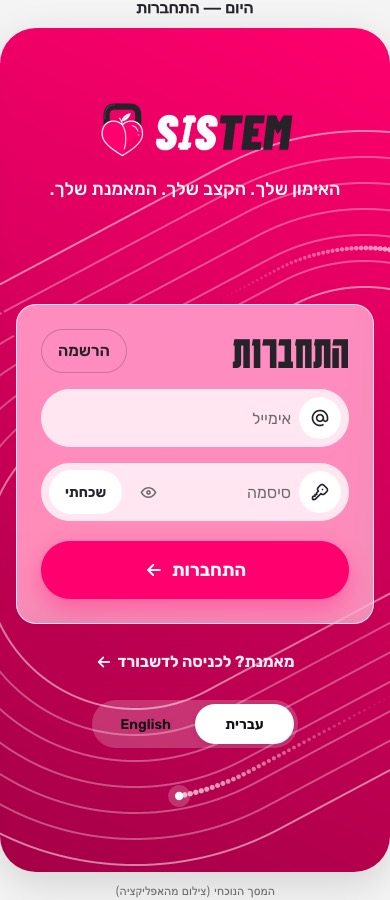 היום — התחברות
SISTEM
האימון שלך. הקצב שלך. המאמנת שלך.
התחברות
הרשמה
אימייל
סיסמה
שכחתי
התחברות ←
מאמנת? לכניסה לדשבורד ←
עברית
English
המסך הנוכחי (צילום מהאפליקציה)